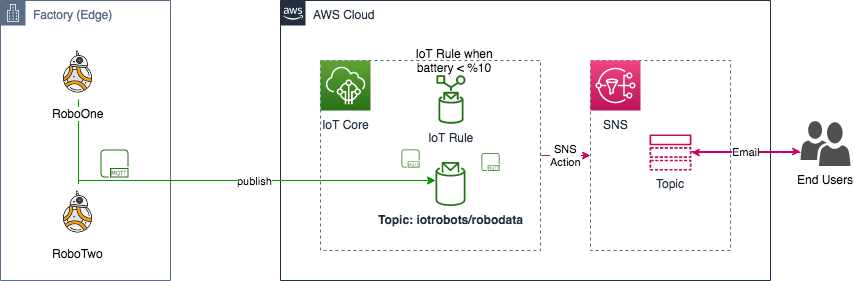 Factory (Edge)
aws
AWS Cloud
RoboOne
MQTT
publish
RoboTwo
IoT Rule when
battery < %10
IoT Core
IoT Rule
Topic: iotrobots/robodata
SNS
Action
SNS
Topic
Email
End Users